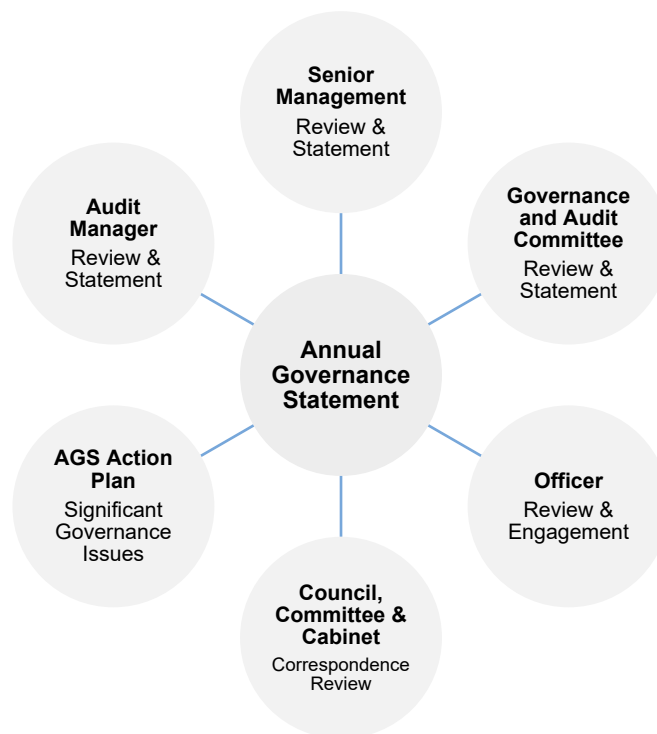 Senior
Management
Review &
Statement
Governance
and Audit
Committee
Review &
Statement
Officer
Review &
Engagement
Council,
Committee &
Cabinet
Correspondence
Review
AGS Action
Plan
Significant
Governance
Issues
Audit
Manager
Review &
Statement
Annual
Governance
Statement